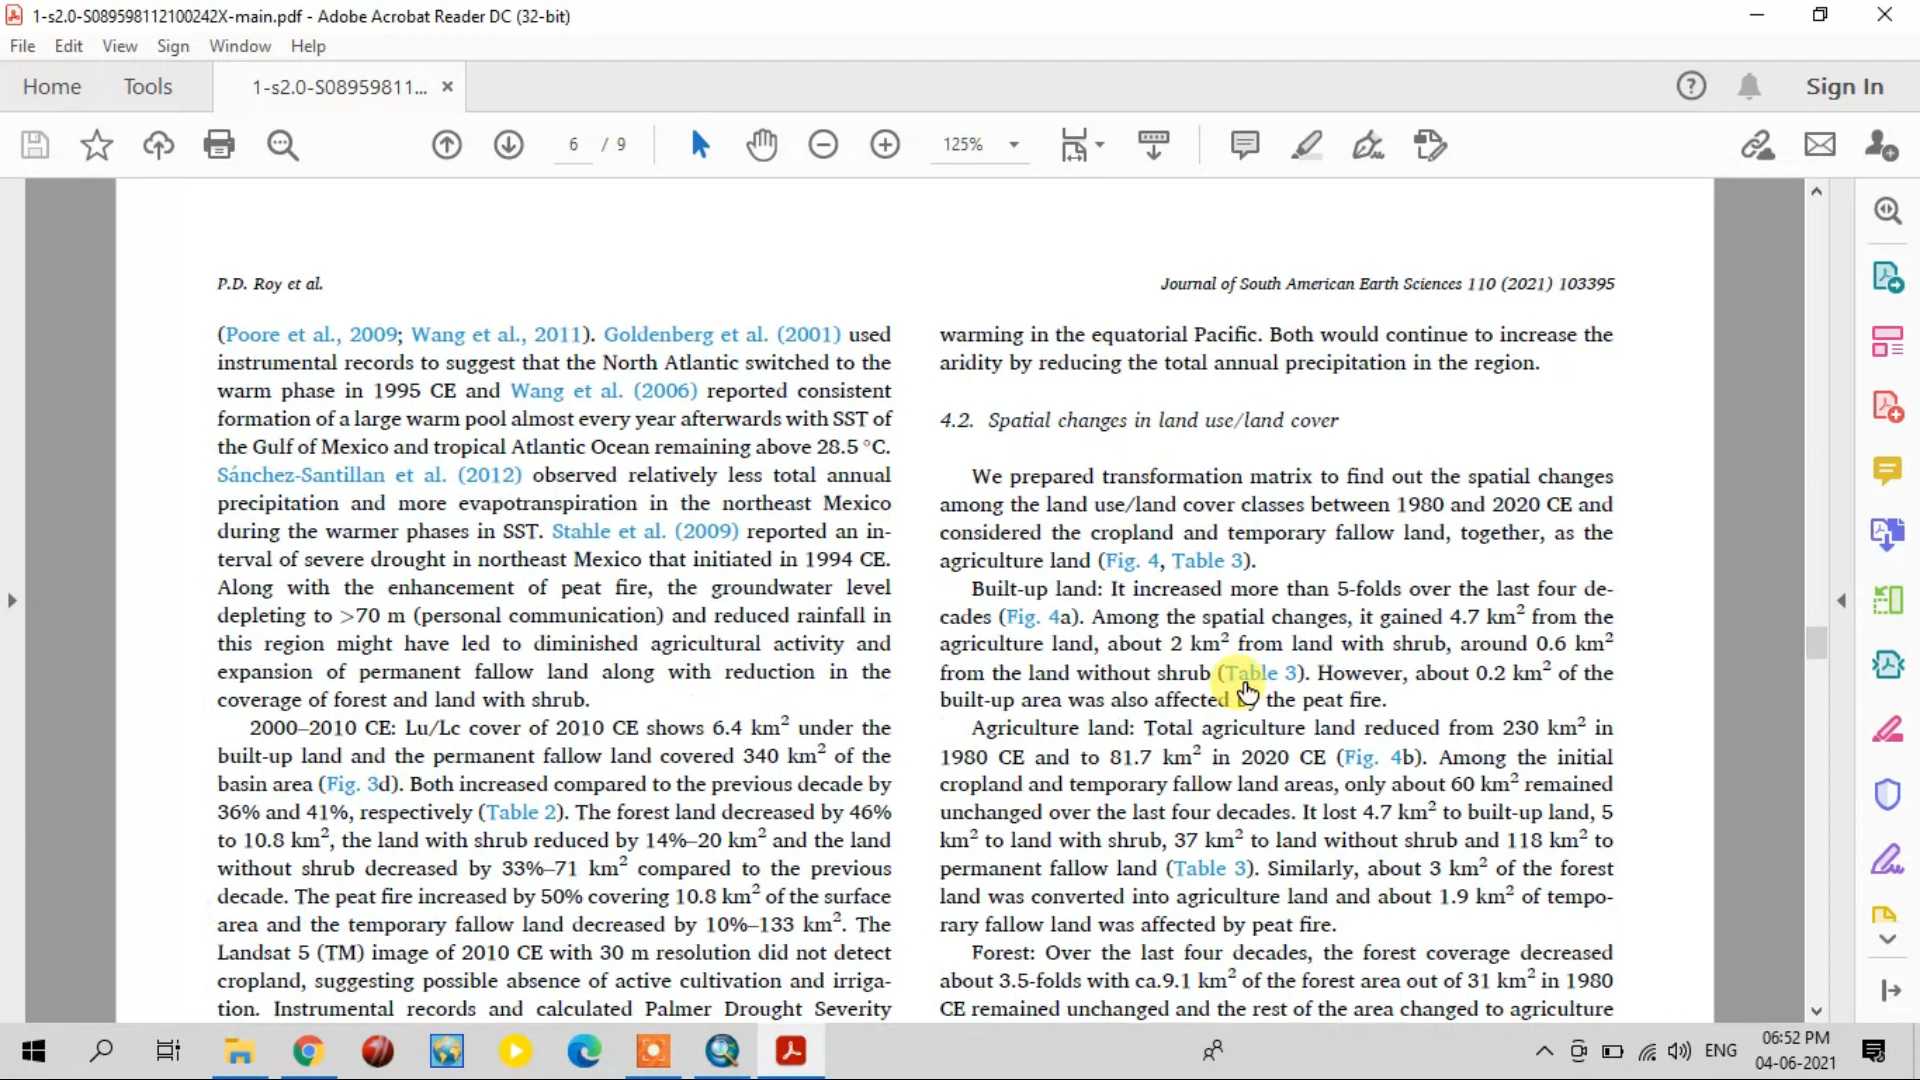 1-s2.0-S089598112100242X-main.pdf - Adobe Acrobat Reader DC (32-bit)
File Edit View Sign Window Help
Home Tools 1-s2.0-S08959811... × Sign In
6 / 9 125%
P.D. Roy et al.
Journal of South American Earth Sciences 110 (2021) 103395
(Poore et al., 2009; Wang et al., 2011). Goldenberg et al. (2001) used
instrumental records to suggest that the North Atlantic switched to the
warm phase in 1995 CE and Wang et al. (2006) reported consistent
formation of a large warm pool almost every year afterwards with SST of
the Gulf of Mexico and tropical Atlantic Ocean remaining above 28.5 °C.
Sánchez-Santillan et al. (2012) observed relatively less total annual
precipitation and more evapotranspiration in the northeast Mexico
during the warmer phases in SST. Stahle et al. (2009) reported an in-
terval of severe drought in northeast Mexico that initiated in 1994 CE.
Along with the enhancement of peat fire, the groundwater level
depleting to >70 m (personal communication) and reduced rainfall in
this region might have led to diminished agricultural activity and
expansion of permanent fallow land along with reduction in the
coverage of forest and land with shrub.
2000–2010 CE: Lu/Lc cover of 2010 CE shows 6.4 km² under the
built-up land and the permanent fallow land covered 340 km² of the
basin area (Fig. 3d). Both increased compared to the previous decade by
36% and 41%, respectively (Table 2). The forest land decreased by 46%
to 10.8 km², the land with shrub reduced by 14%–20 km² and the land
without shrub decreased by 33%–71 km² compared to the previous
decade. The peat fire increased by 50% covering 10.8 km² of the surface
area and the temporary fallow land decreased by 10%–133 km². The
Landsat 5 (TM) image of 2010 CE with 30 m resolution did not detect
cropland, suggesting possible absence of active cultivation and irriga-
tion. Instrumental records and calculated Palmer Drought Severity
warming in the equatorial Pacific. Both would continue to increase the
aridity by reducing the total annual precipitation in the region.
4.2. Spatial changes in land use/land cover
We prepared transformation matrix to find out the spatial changes
among the land use/land cover classes between 1980 and 2020 CE and
considered the cropland and temporary fallow land, together, as the
agriculture land (Fig. 4, Table 3).
Built-up land: It increased more than 5-folds over the last four de-
cades (Fig. 4a). Among the spatial changes, it gained 4.7 km² from the
agriculture land, about 2 km² from land with shrub, around 0.6 km²
from the land without shrub (Table 3). However, about 0.2 km² of the
built-up area was also affected by the peat fire.
Agriculture land: Total agriculture land reduced from 230 km² in
1980 CE and to 81.7 km² in 2020 CE (Fig. 4b). Among the initial
cropland and temporary fallow land areas, only about 60 km² remained
unchanged over the last four decades. It lost 4.7 km² to built-up land, 5
km² to land with shrub, 37 km² to land without shrub and 118 km² to
permanent fallow land (Table 3). Similarly, about 3 km² of the forest
land was converted into agriculture land and about 1.9 km² of tempo-
rary fallow land was affected by peat fire.
Forest: Over the last four decades, the forest coverage decreased
about 3.5-folds with ca.9.1 km² of the forest area out of 31 km² in 1980
CE remained unchanged and the rest of the area changed to agriculture
ENG 06:52 PM
04-06-2021